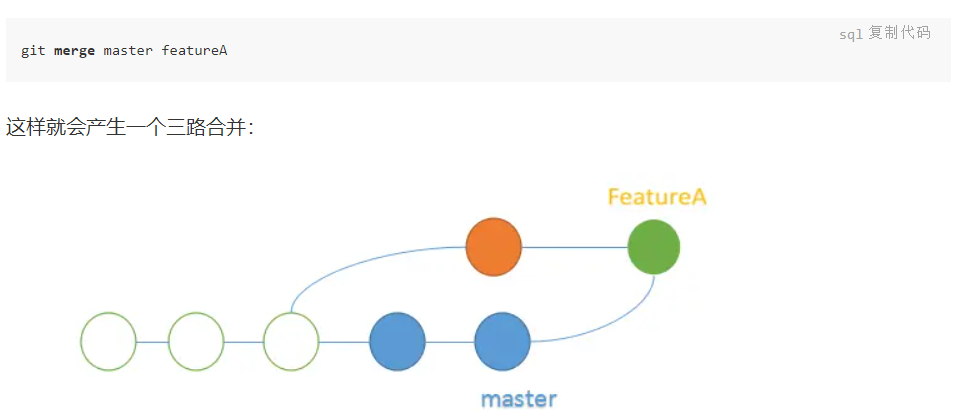 sql 复制代码
git merge master featureA
这样就会产生一个三路合并：
FeatureA
master